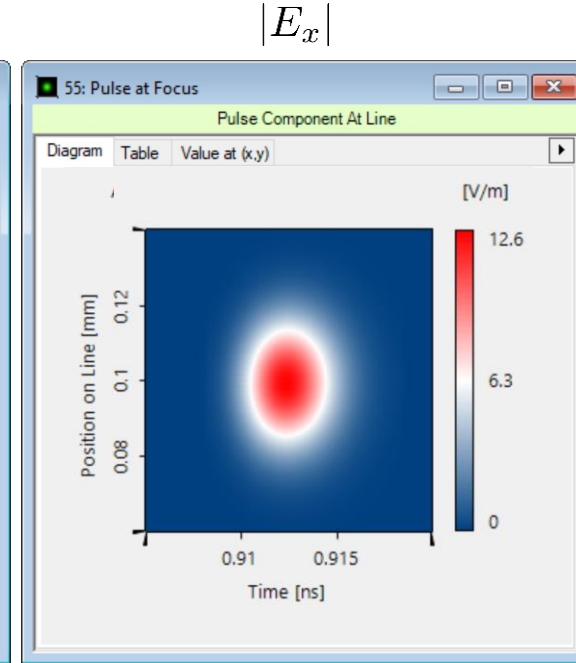 |Eₓ|
55: Pulse at Focus
Pulse Component At Line
Diagram Table Value at (x,y)
[V/m]
12.6
6.3
0
Position on Line [mm]
0.12
0.1
0.08
0.91 0.915
Time [ns]